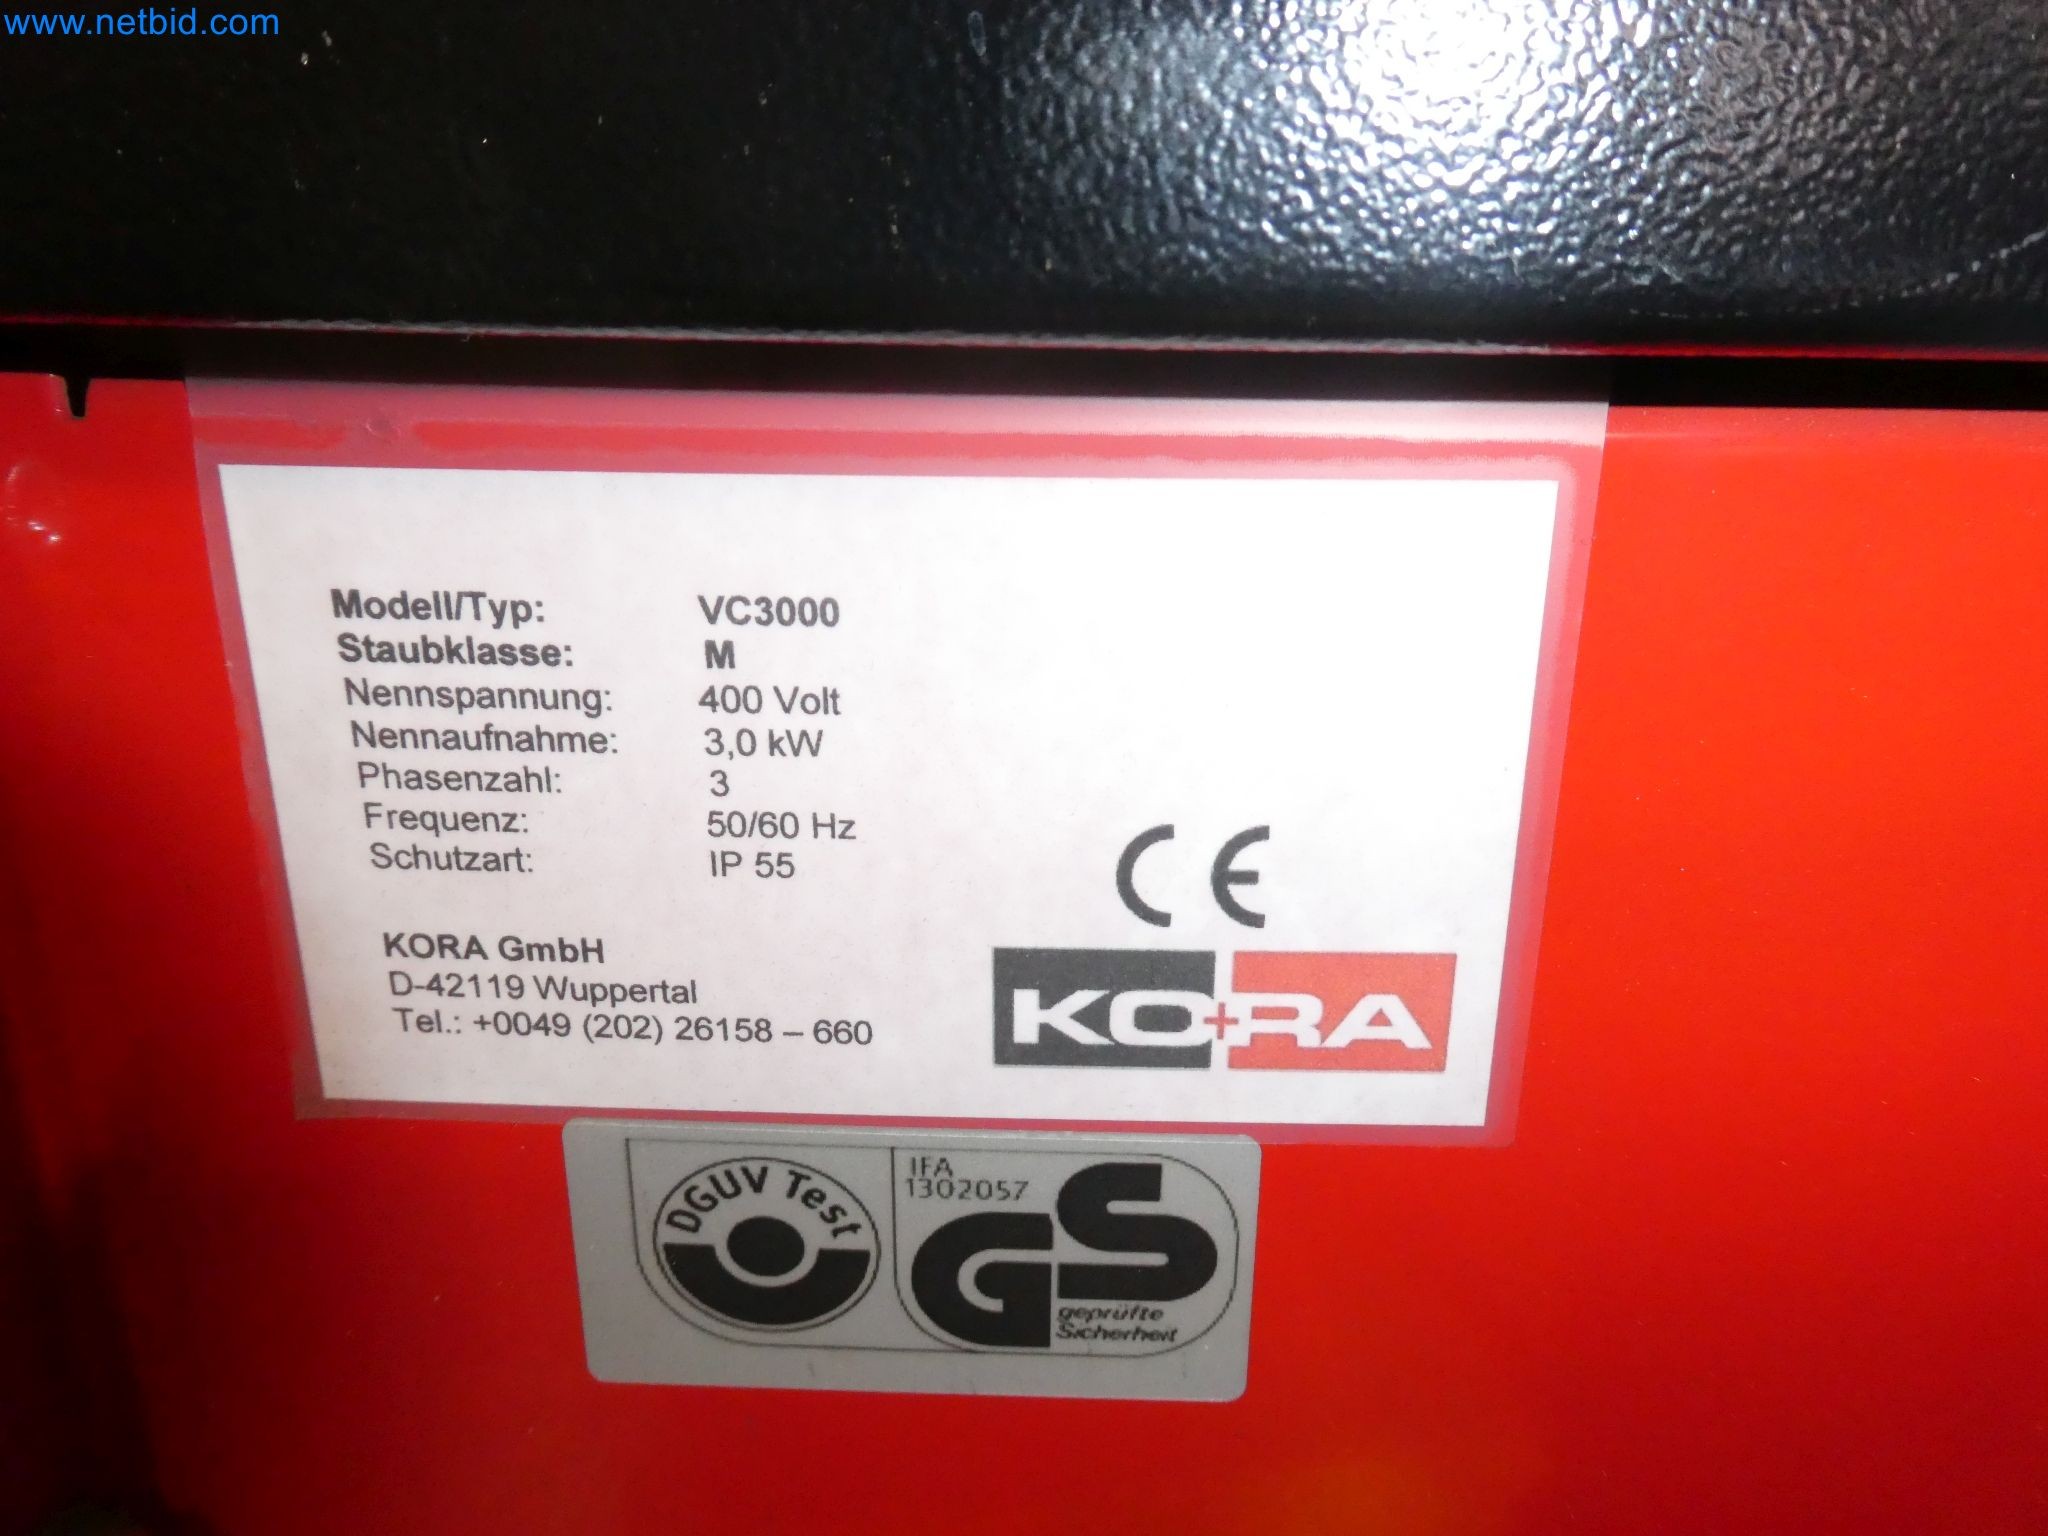 www.netbid.com
Modell/Typ: VC3000
Staubklasse: M
Nennspannung: 400 Volt
Nennaufnahme: 3,0 kW
Phasenzahl: 3
Frequenz: 50/60 Hz
Schutzart: IP 55
CE
KORA GmbH
D-42119 Wuppertal
Tel.: +0049 (202) 26158 – 660
KO+RA
DGUV Test
IFA
1302057
GS
geprüfte
Sicherheit